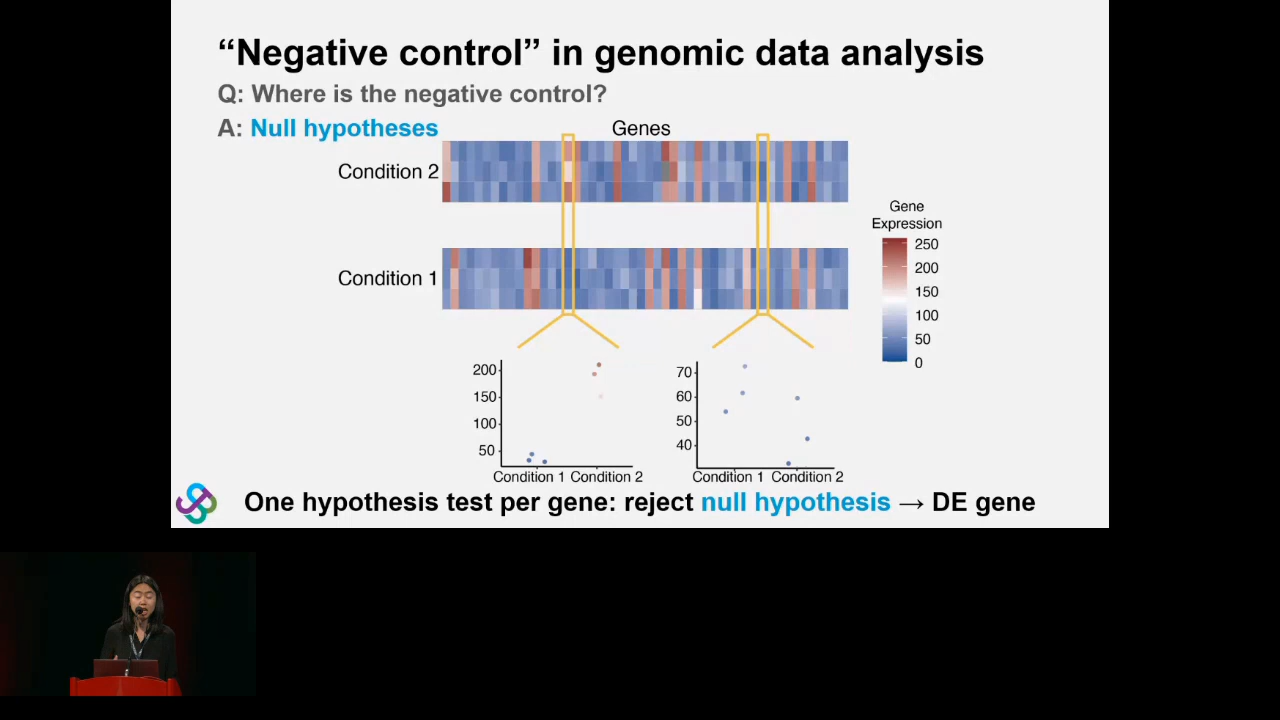 “Negative control” in genomic data analysis
Q: Where is the negative control?
A: Null hypotheses
Genes
Condition 2
Condition 1
Gene
Expression
250
200
150
100
50
0
200
150
100
50
Condition 1 Condition 2
70
60
50
40
Condition 1 Condition 2
One hypothesis test per gene: reject null hypothesis → DE gene